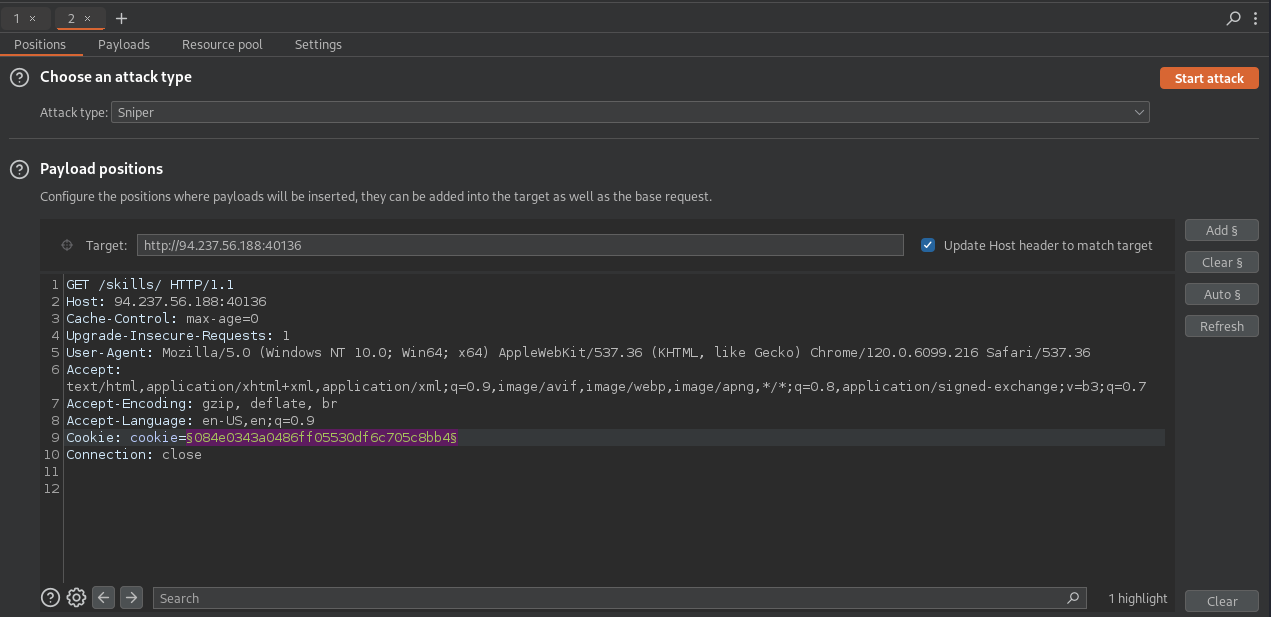 1 × 2 × +
Positions Payloads Resource pool Settings
? Choose an attack type
Start attack
Attack type: Sniper
? Payload positions
Configure the positions where payloads will be inserted, they can be added into the target as well as the base request.
Target: http://94.237.56.188:40136
Update Host header to match target
Add §
Clear §
Auto §
Refresh
1 GET /skills/ HTTP/1.1
2 Host: 94.237.56.188:40136
3 Cache-Control: max-age=0
4 Upgrade-Insecure-Requests: 1
5 User-Agent: Mozilla/5.0 (Windows NT 10.0; Win64; x64) AppleWebKit/537.36 (KHTML, like Gecko) Chrome/120.0.6099.216 Safari/537.36
6 Accept:
text/html,application/xhtml+xml,application/xml;q=0.9,image/avif,image/webp,image/apng,*/*;q=0.8,application/signed-exchange;v=b3;q=0.7
7 Accept-Encoding: gzip, deflate, br
8 Accept-Language: en-US,en;q=0.9
9 Cookie: cookie=§084e0343a0486ff05530df6c705c8bb4§
10 Connection: close
11
12
? Search 1 highlight
Clear